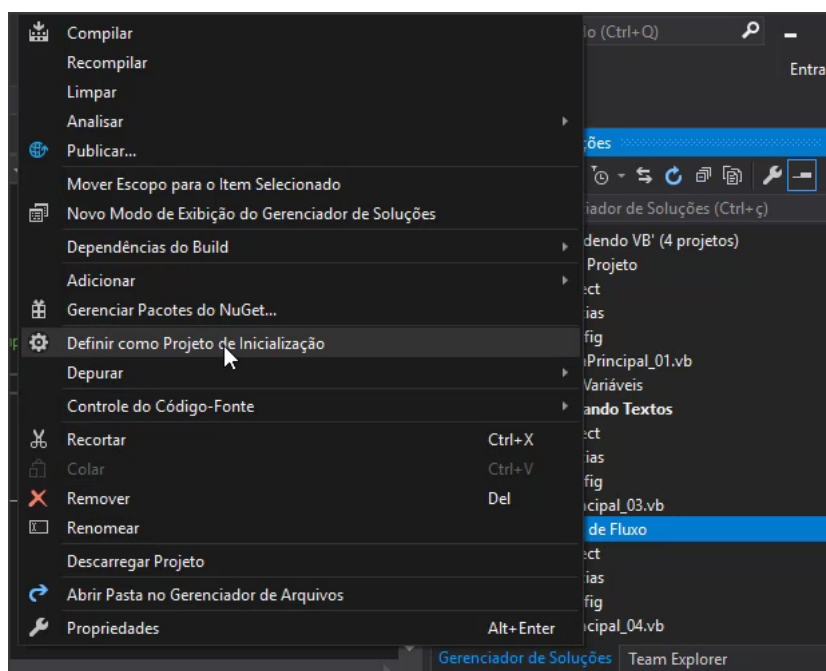 Compilar
Recompilar
Limpar
Analisar
Publicar...
Mover Escopo para o Item Selecionado
Novo Modo de Exibição do Gerenciador de Soluções
Dependências do Build
Adicionar
Gerenciar Pacotes do NuGet...
Definir como Projeto de Inicialização
Depurar
Controle do Código-Fonte
Recortar Ctrl+X
Colar Ctrl+V
Remover Del
Renomear
Descarregar Projeto
Abrir Pasta no Gerenciador de Arquivos
Propriedades Alt+Enter
(Ctrl+Q)
Entra
ões
iador de Soluções (Ctrl+ç)
dendo VB' (4 projetos)
Projeto
ect
ias
fig
Principal_01.vb
Variáveis
ando Textos
ect
ias
fig
cipal_03.vb
de Fluxo
ect
ias
fig
cipal_04.vb
Gerenciador de Soluções Team Explorer